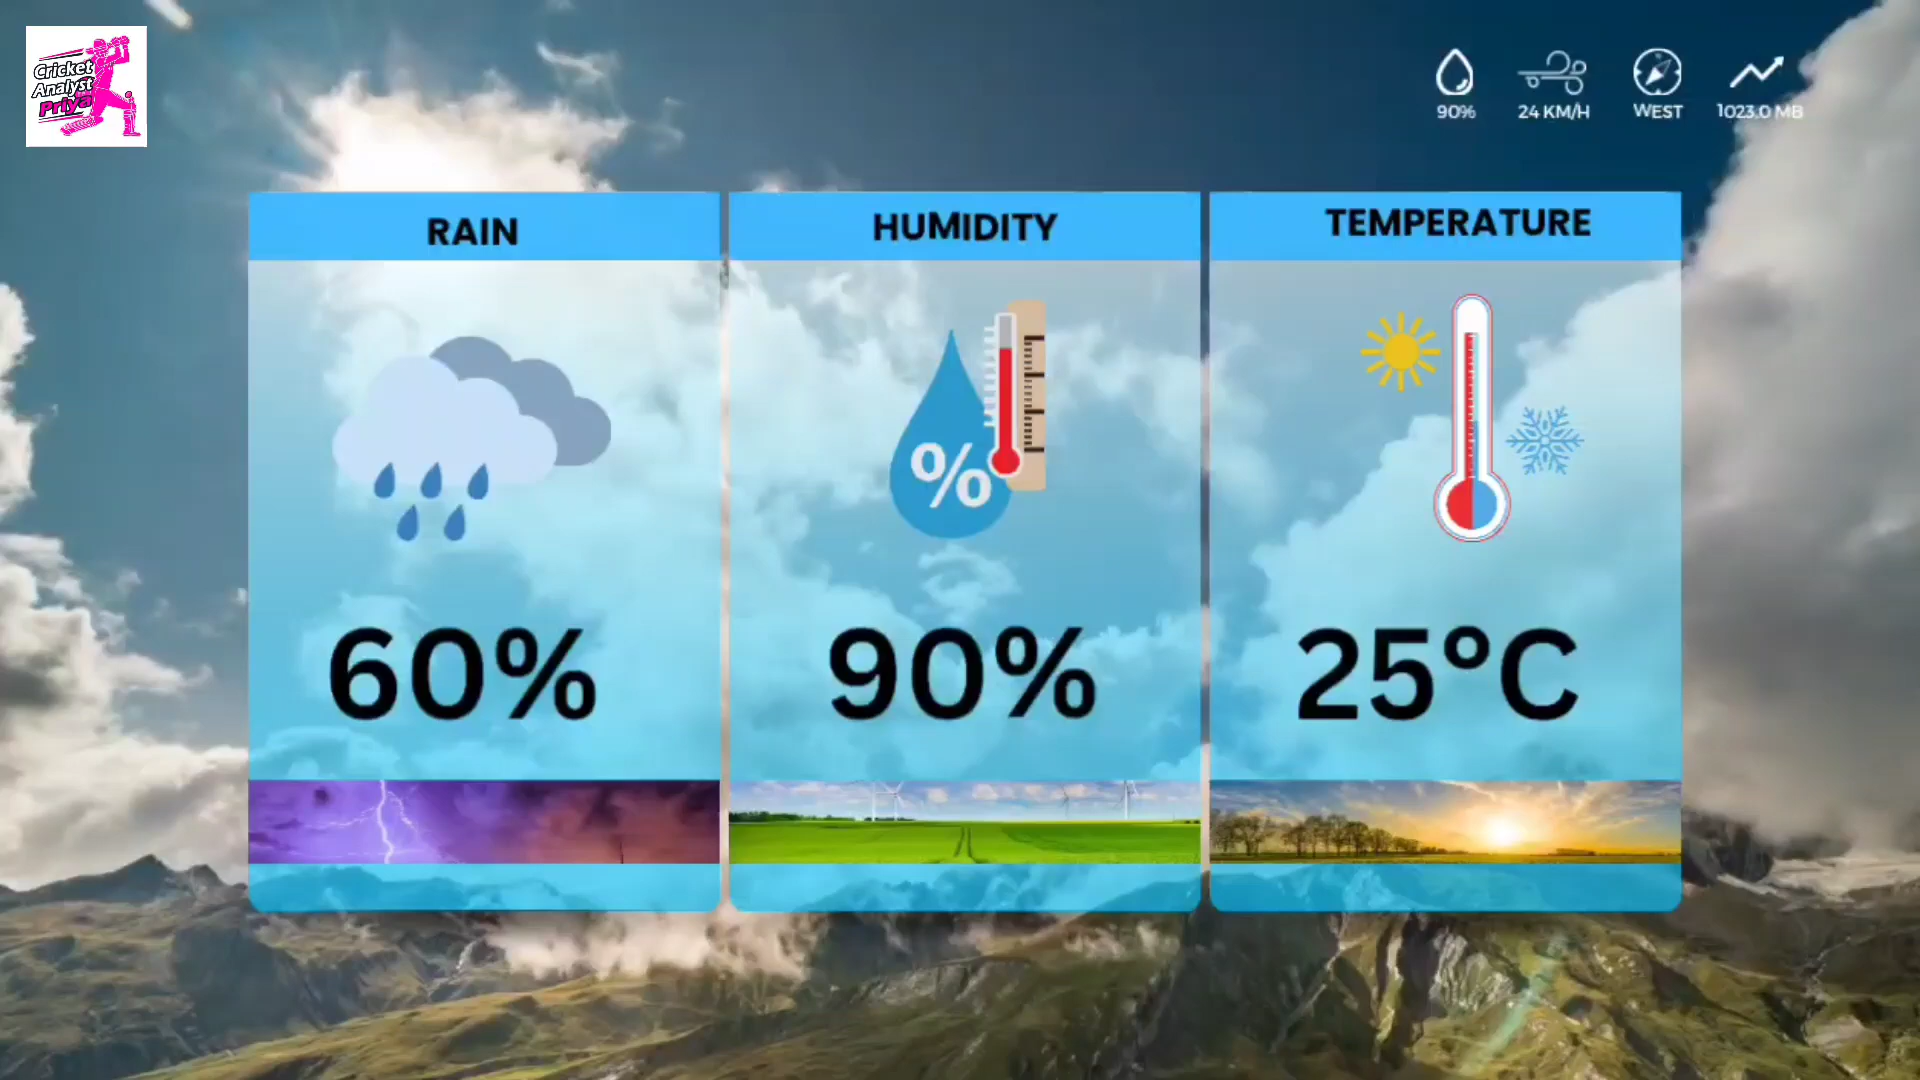 Cricket
Analyst
Priya
90%
24 KM/H
WEST
1023.0 MB
RAIN
HUMIDITY
TEMPERATURE
%
60%
90%
25°C